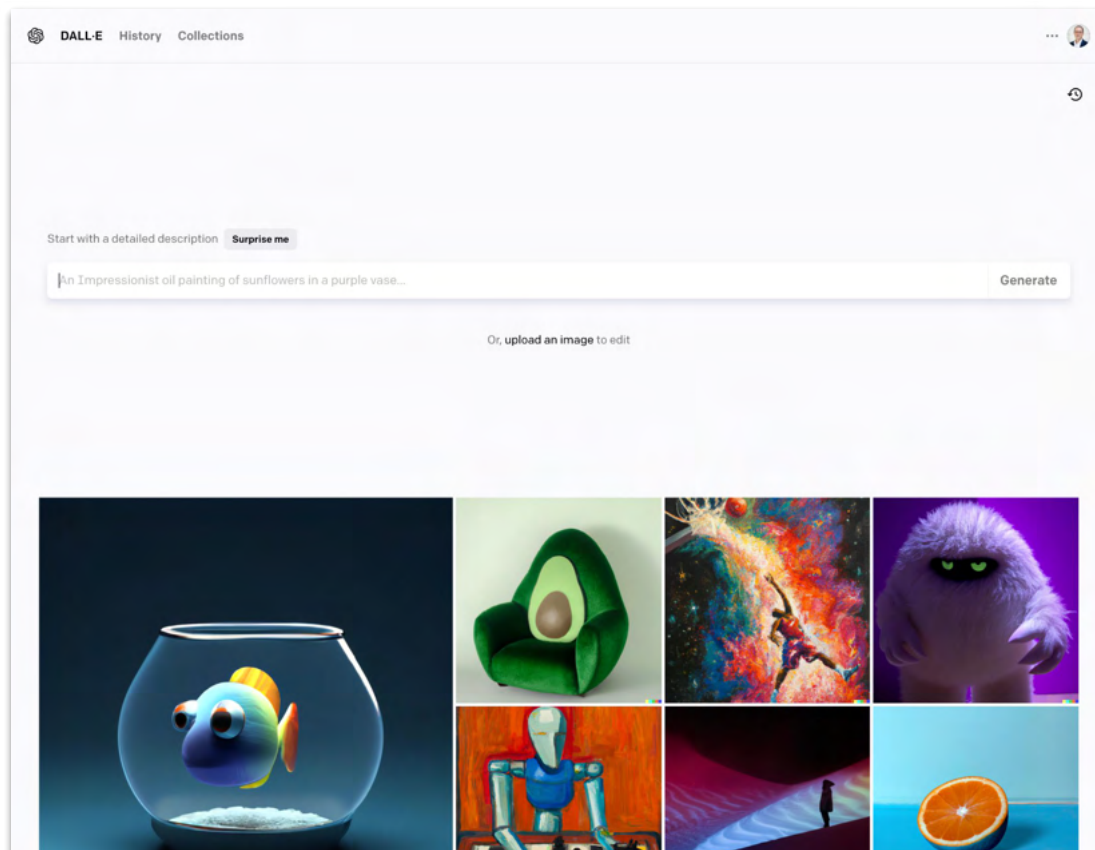 DALL·E History Collections
Start with a detailed description Surprise me
An Impressionist oil painting of sunflowers in a purple vase... Generate
Or, upload an image to edit